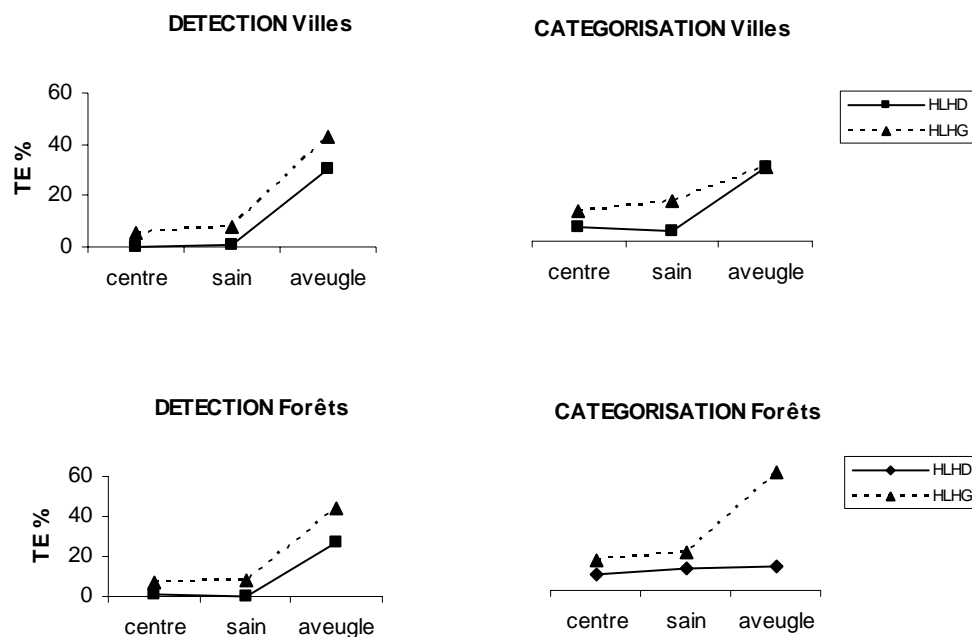 DETECTION Villes
TE %
60
40
20
0
centre sain aveugle
CATEGORISATION Villes
centre sain aveugle
HLHD
HLHG
DETECTION Forêts
TE %
60
40
20
0
centre sain aveugle
CATEGORISATION Forêts
centre sain aveugle
HLHD
HLHG